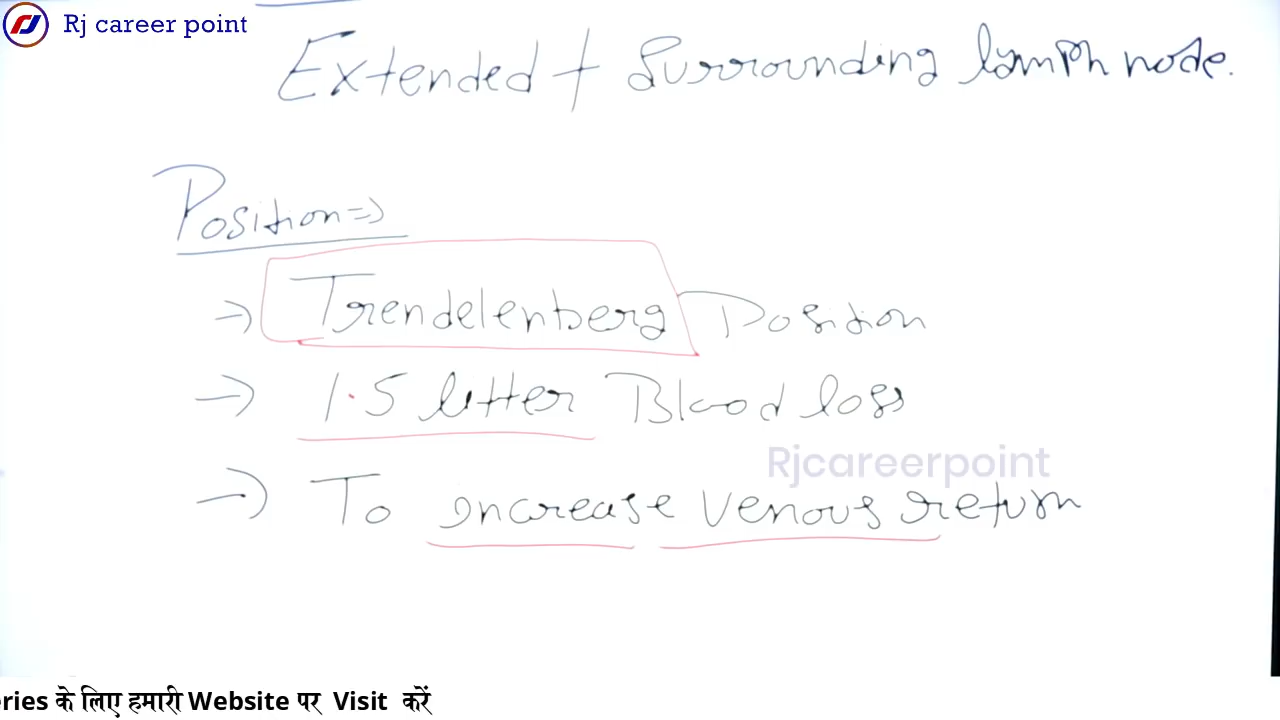 Rj career point
Extended + Surrounding lymph node.
Position=>
→ Trendelenberg Position
→ 1.5 litter Blood loss
Rjcareerpoint
→ To increase venous return
eries के लिए हमारी Website पर Visit करें